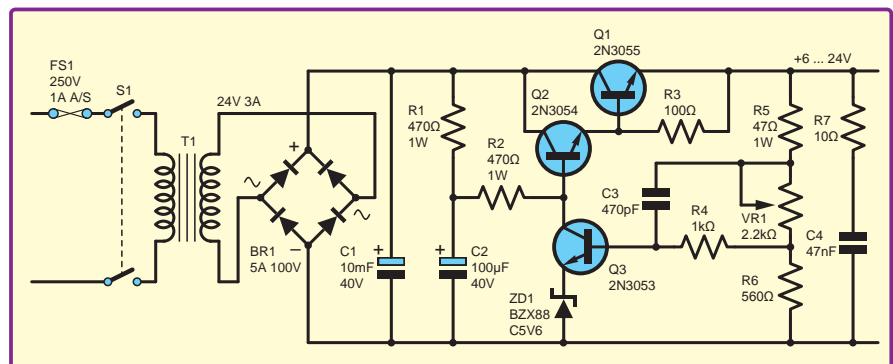 FS1
250V
1A A/S
S1
T1
24V 3A
+
−
BR1
5A 100V
+
C1
10mF
40V
R1
470Ω
1W
R2
470Ω
1W
+
C2
100µF
40V
Q1
2N3055
Q2
2N3054
R3
100Ω
C3
470pF
R4
1kΩ
Q3
2N3053
ZD1
BZX88
C5V6
+6 ... 24V
R5
47Ω
1W
R7
10Ω
VR1
2.2kΩ
C4
47nF
R6
560Ω